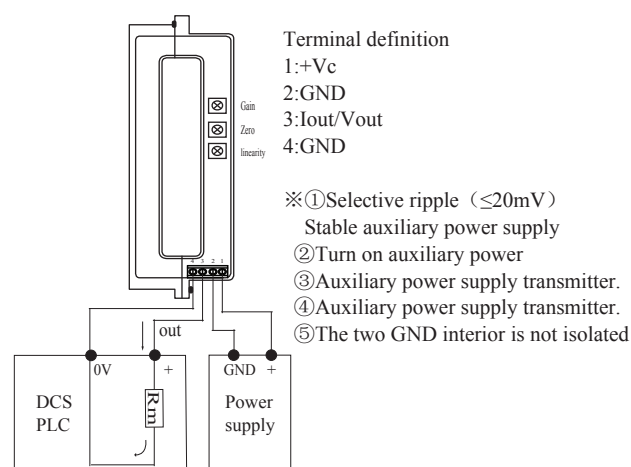 Terminal definition
1:+Vc
2:GND
3:Iout/Vout
4:GND
Gain
Zero
linearity
※①Selective ripple（≤20mV）
Stable auxiliary power supply
②Turn on auxiliary power
③Auxiliary power supply transmitter.
④Auxiliary power supply transmitter.
⑤The two GND interior is not isolated
4 3 2 1
out
0V + GND +
DCS
PLC
Rm
Power
supply